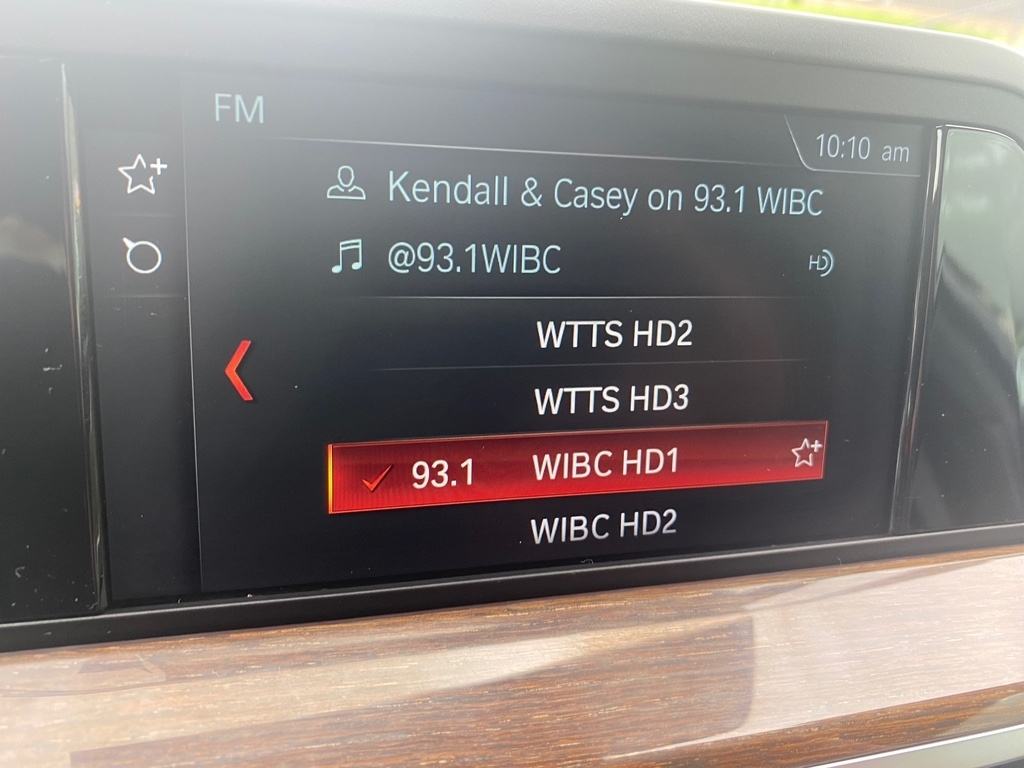 FM
10:10 am
Kendall & Casey on 93.1 WIBC
@93.1WIBC
HD
WTTS HD2
WTTS HD3
93.1 WIBC HD1
WIBC HD2